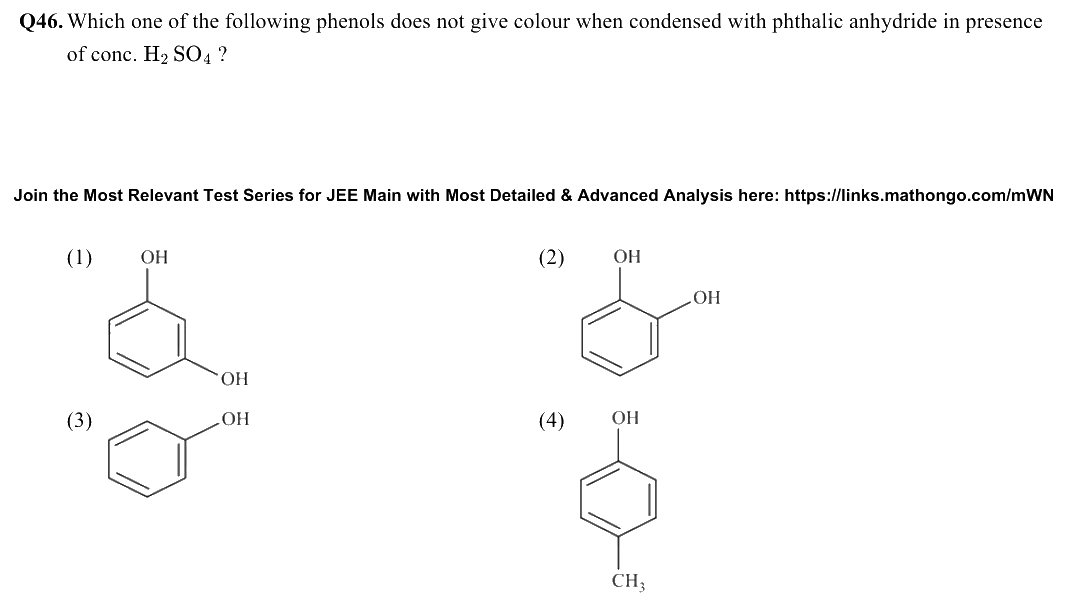 Q46. Which one of the following phenols does not give colour when condensed with phthalic anhydride in presence
of conc. H₂ SO₄ ?
Join the Most Relevant Test Series for JEE Main with Most Detailed & Advanced Analysis here: https://links.mathongo.com/mWN
(1) OH
OH
(2) OH
OH
(3) OH
(4) OH
CH₃